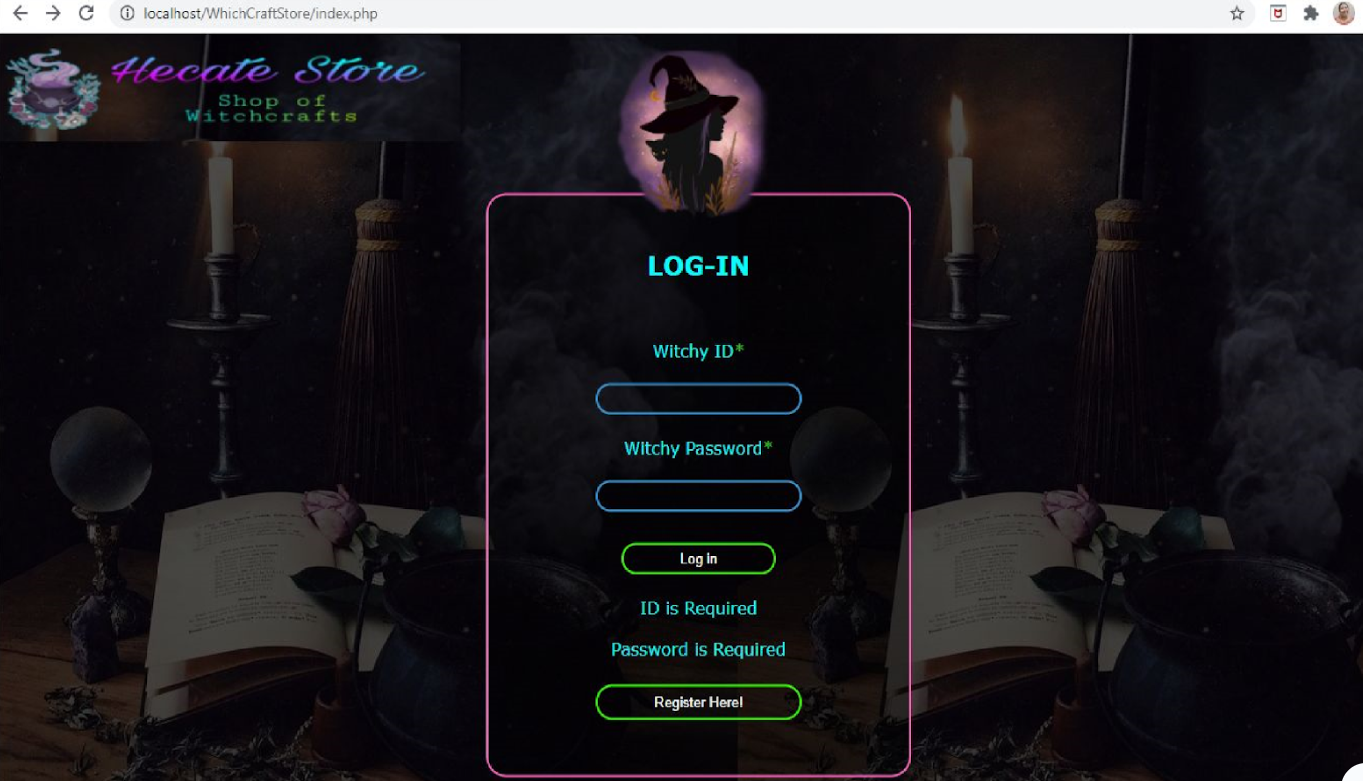 localhost/WhichCraftStore/index.php
Hecate Store
Shop of
Witchcrafts
LOG-IN
Witchy ID*
Witchy Password*
Log in
ID is Required
Password is Required
Register Here!